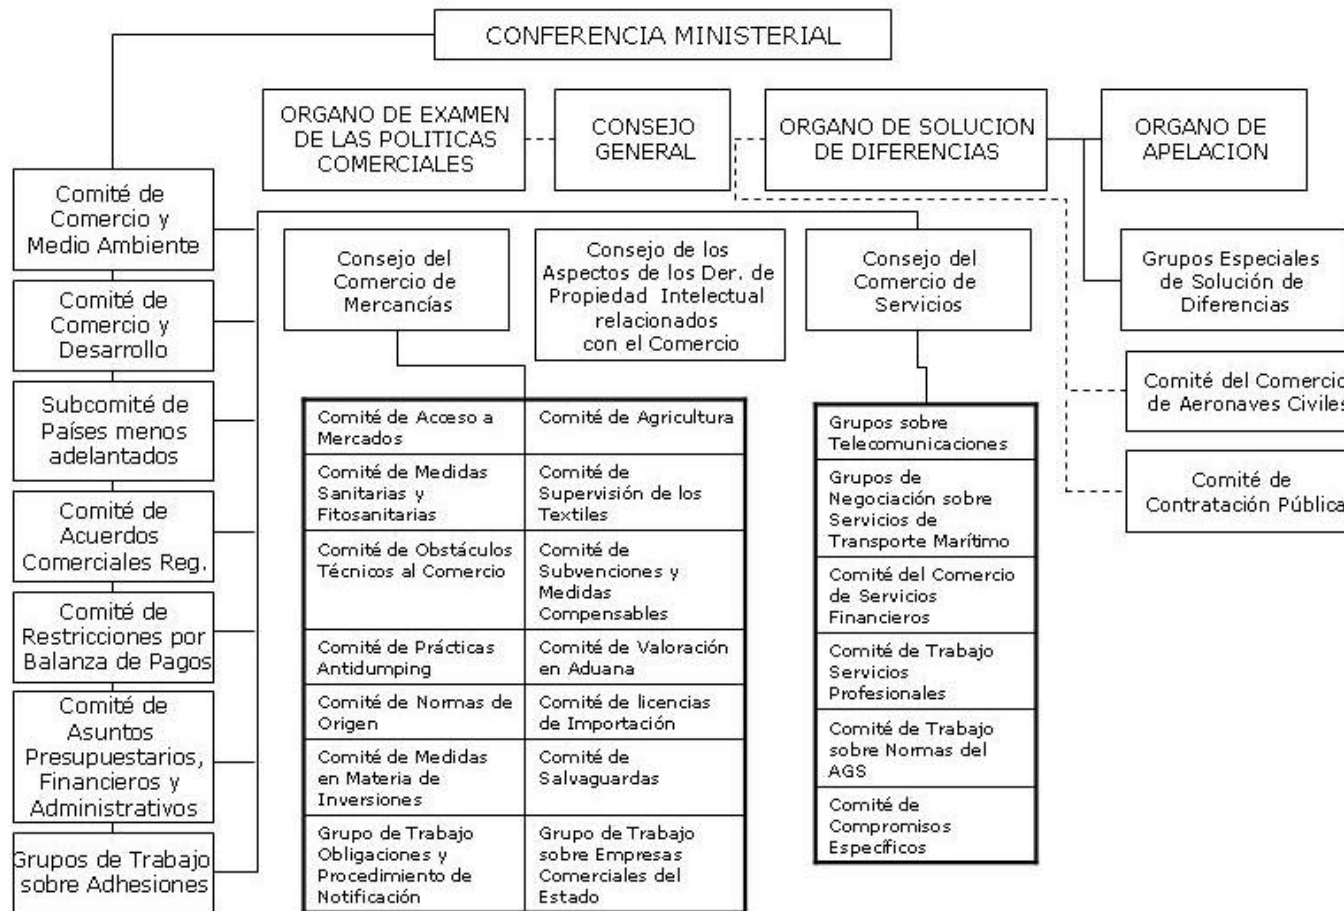 CONFERENCIA MINISTERIAL
ORGANO DE EXAMEN
DE LAS POLITICAS
COMERCIALES
CONSEJO
GENERAL
ORGANO DE SOLUCION
DE DIFERENCIAS
ORGANO DE
APELACION
Comité de
Comercio y
Medio Ambiente
Comité de
Comercio y
Desarrollo
Subcomité de
Países menos
adelantados
Comité de
Acuerdos
Comerciales Reg.
Comité de
Restricciones por
Balanza de Pagos
Comité de
Asuntos
Presupuestarios,
Financieros y
Administrativos
Grupos de Trabajo
sobre Adhesiones
Consejo del
Comercio de
Mercancías
Consejo de los
Aspectos de los Der. de
Propiedad Intelectual
relacionados
con el Comercio
Consejo del
Comercio de
Servicios
Grupos Especiales
de Solución de
Diferencias
Comité del Comercio
de Aeronaves Civiles
Comité de
Contratación Pública
Comité de Acceso a
Mercados
Comité de Agricultura
Comité de Medidas
Sanitarias y
Fitosanitarias
Comité de
Supervisión de los
Textiles
Comité de Obstáculos
Técnicos al Comercio
Comité de
Subvenciones y
Medidas
Compensables
Comité de Prácticas
Antidumping
Comité de Valoración
en Aduana
Comité de Normas de
Origen
Comité de licencias
de Importación
Comité de Medidas
en Materia de
Inversiones
Comité de
Salvaguardas
Grupo de Trabajo
Obligaciones y
Procedimiento de
Notificación
Grupo de Trabajo
sobre Empresas
Comerciales del
Estado
Grupos sobre
Telecomunicaciones
Grupos de
Negociación sobre
Servicios de
Transporte Marítimo
Comité del Comercio
de Servicios
Financieros
Comité de Trabajo
Servicios
Profesionales
Comité de Trabajo
sobre Normas del
AGS
Comité de
Compromisos
Específicos